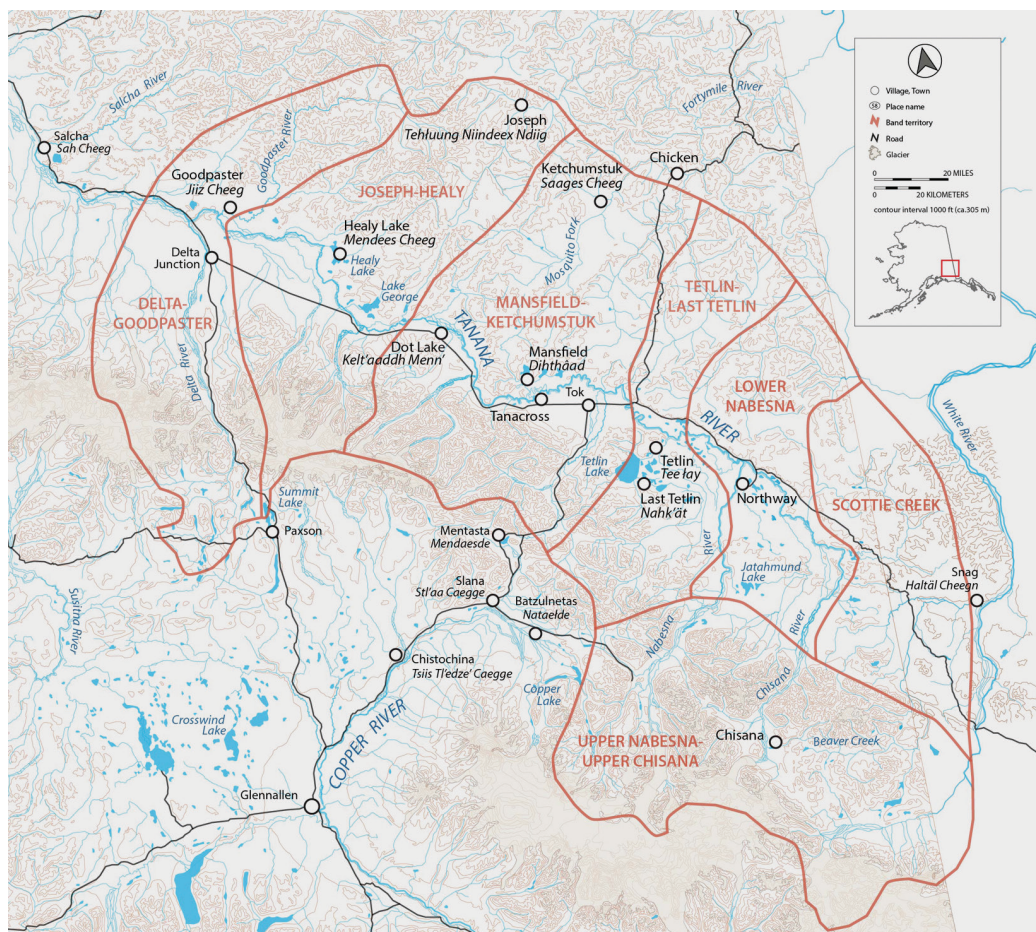 Salcha River
Fortymile River
Joseph
Tehluung Niindeex Ndiig
Salcha
Sah Cheeg
Goodpaster River
Goodpaster
Jiiz Cheeg
JOSEPH-HEALY
Ketchumstuk
Saages Cheeg
Chicken
Healy Lake
Mendees Cheeg
Healy
Lake
Mosquito Fork
Delta
Junction
Lake
George
TETLIN-
LAST TETLIN
DELTA-
GOODPASTER
MANSFIELD-
KETCHUMSTUK
TANANA
Dot Lake
Kelt'aaddh Menn'
Mansfield
Dihthâad
Delta River
Tok
Tanacross
LOWER
NABESNA
RIVER
White River
Tetlin
Lake
Tetlin
Tee łay
Last Tetlin
Nahk'ät
Northway
SCOTTIE CREEK
Summit
Lake
Paxson
Mentasta
Mendaesde
River
Jatahmund
Lake
Snag
Haltäl Cheegn
Slana
Stl'aa Caegge
Batzulnetas
Nataełde
Susitna River
Nabesna
River
Chisana
Chistochina
Tsiis Tl'edze' Caegge
Copper
Lake
Crosswind
Lake
COPPER RIVER
UPPER NABESNA-
UPPER CHISANA
Chisana
Beaver Creek
Glennallen
Village, Town
58 Place name
Band territory
N Road
Glacier
0 20 MILES
0 20 KILOMETERS
contour interval 1000 ft (ca.305 m)